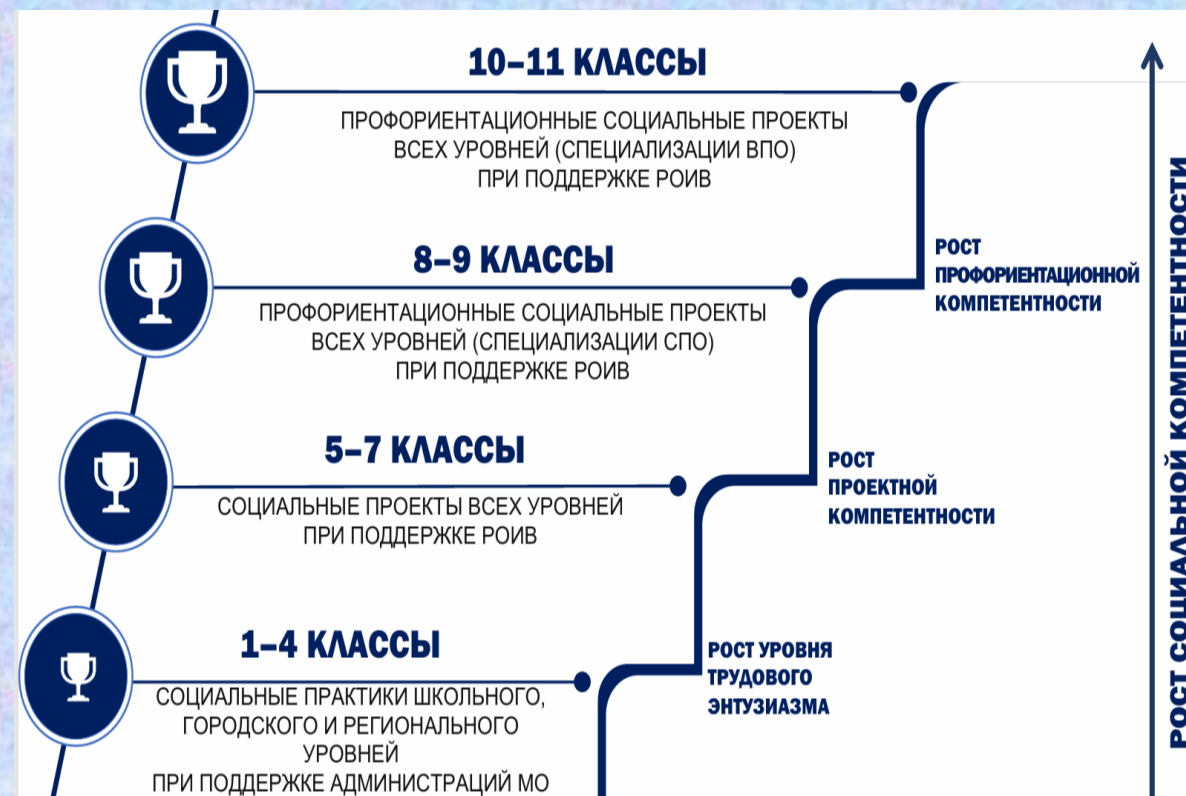 10–11 КЛАССЫ
ПРОФОРИЕНТАЦИОННЫЕ СОЦИАЛЬНЫЕ ПРОЕКТЫ
ВСЕХ УРОВНЕЙ (СПЕЦИАЛИЗАЦИИ ВПО)
ПРИ ПОДДЕРЖКЕ РОИВ
РОСТ
ПРОФОРИЕНТАЦИОННОЙ
КОМПЕТЕНТНОСТИ
8–9 КЛАССЫ
ПРОФОРИЕНТАЦИОННЫЕ СОЦИАЛЬНЫЕ ПРОЕКТЫ
ВСЕХ УРОВНЕЙ (СПЕЦИАЛИЗАЦИИ СПО)
ПРИ ПОДДЕРЖКЕ РОИВ
РОСТ
ПРОЕКТНОЙ
КОМПЕТЕНТНОСТИ
5–7 КЛАССЫ
СОЦИАЛЬНЫЕ ПРОЕКТЫ ВСЕХ УРОВНЕЙ
ПРИ ПОДДЕРЖКЕ РОИВ
РОСТ УРОВНЯ
ТРУДОВОГО
ЭНТУЗИАЗМА
1–4 КЛАССЫ
СОЦИАЛЬНЫЕ ПРАКТИКИ ШКОЛЬНОГО,
ГОРОДСКОГО И РЕГИОНАЛЬНОГО
УРОВНЕЙ
ПРИ ПОДДЕРЖКЕ АДМИНИСТРАЦИЙ МО
РОСТ СОЦИАЛЬНОЙ КОМПЕТЕНТНОСТИ